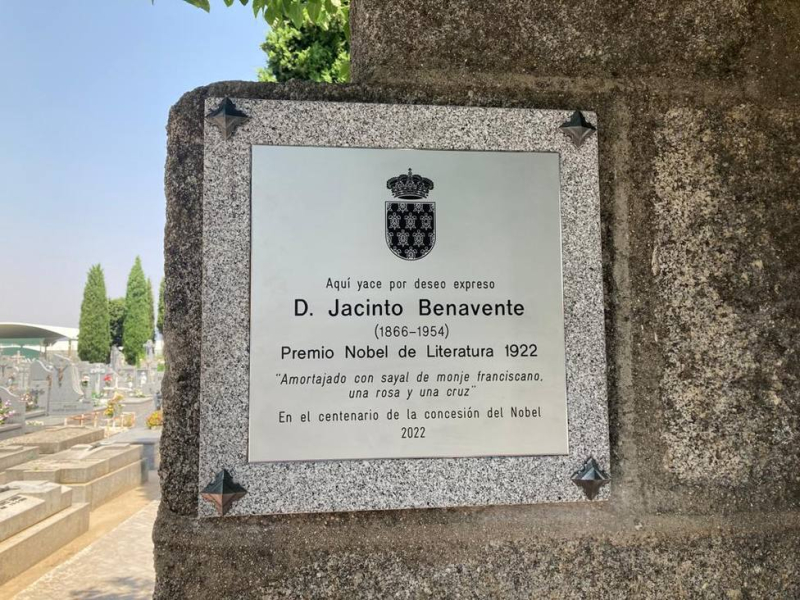 Aquí yace por deseo expreso
D. Jacinto Benavente
(1866-1954)
Premio Nobel de Literatura 1922
"Amortajado con sayal de monje franciscano,
una rosa y una cruz"
En el centenario de la concesión del Nobel
2022